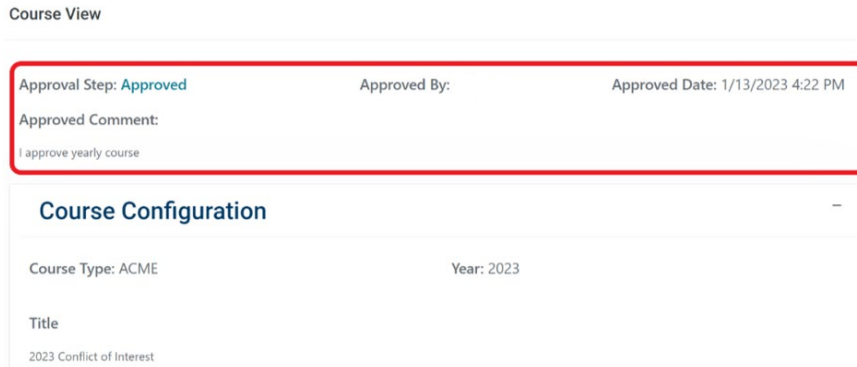 Course View
Approval Step: Approved Approved By: Approved Date: 1/13/2023 4:22 PM
Approved Comment:
I approve yearly course
Course Configuration
Course Type: ACME Year: 2023
Title
2023 Conflict of Interest